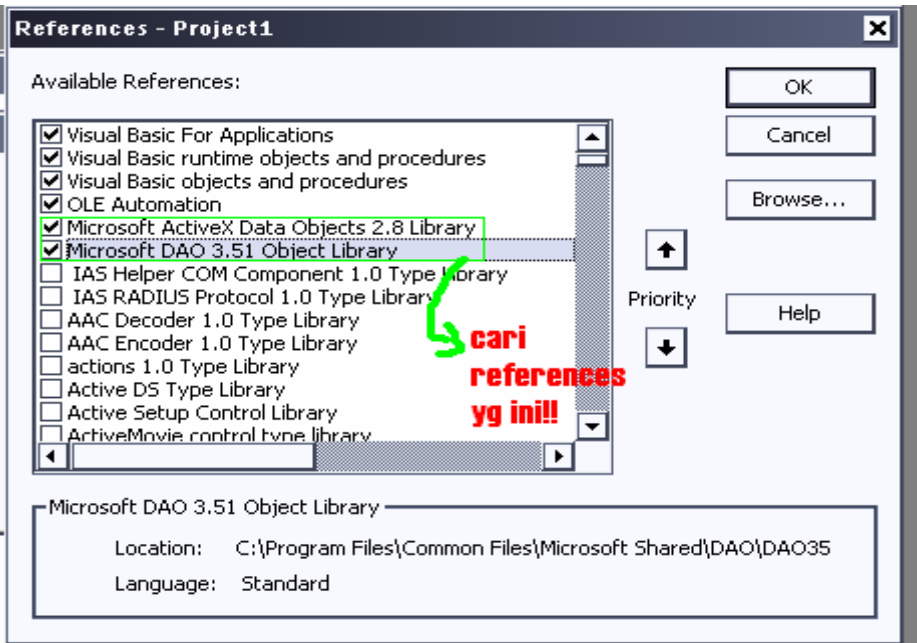 References - Project1
Available References:
OK
Cancel
Browse...
Help
Visual Basic For Applications
Visual Basic runtime objects and procedures
Visual Basic objects and procedures
OLE Automation
Microsoft ActiveX Data Objects 2.8 Library
Microsoft DAO 3.51 Object Library
IAS Helper COM Component 1.0 Type Library
IAS RADIUS Protocol 1.0 Type Library
AAC Decoder 1.0 Type Library
AAC Encoder 1.0 Type Library
actions 1.0 Type Library
Active DS Type Library
Active Setup Control Library
ActiveMovie control type library
Priority
cari
references
yg ini!!
Microsoft DAO 3.51 Object Library
Location: C:\Program Files\Common Files\Microsoft Shared\DAO\DAO35
Language: Standard